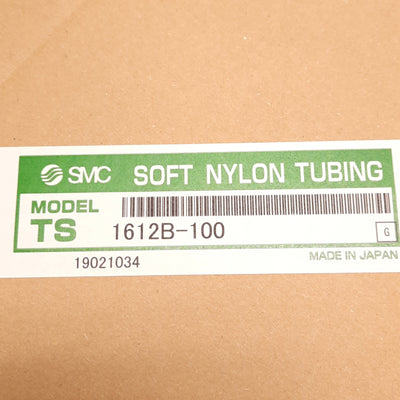 SMC SOFT NYLON TUBING
MODEL
TS 1612B-100 G
19021034 MADE IN JAPAN